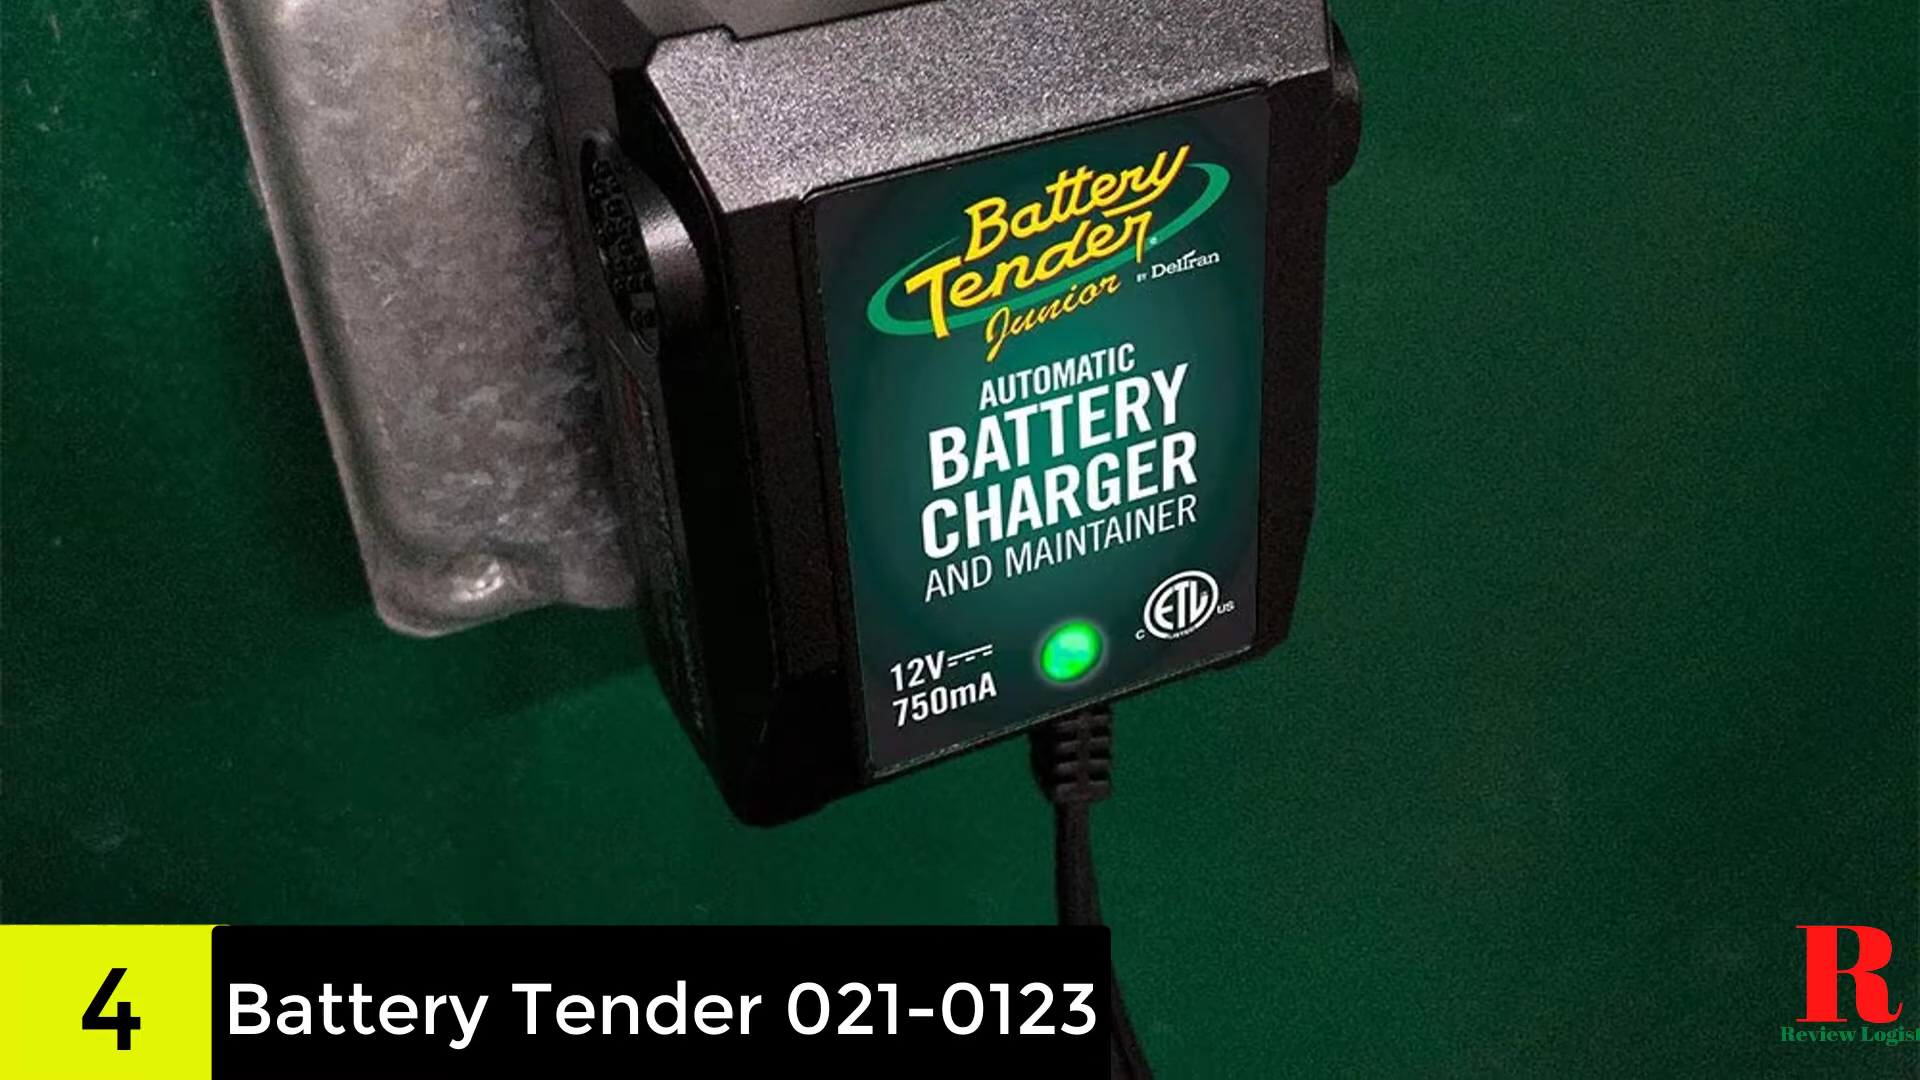 Battery
Tender
BY Deltran
Junior
AUTOMATIC
BATTERY
CHARGER
AND MAINTAINER
12V
750mA
C ETL US
LISTED
4
Battery Tender 021-0123
R
Review Logist